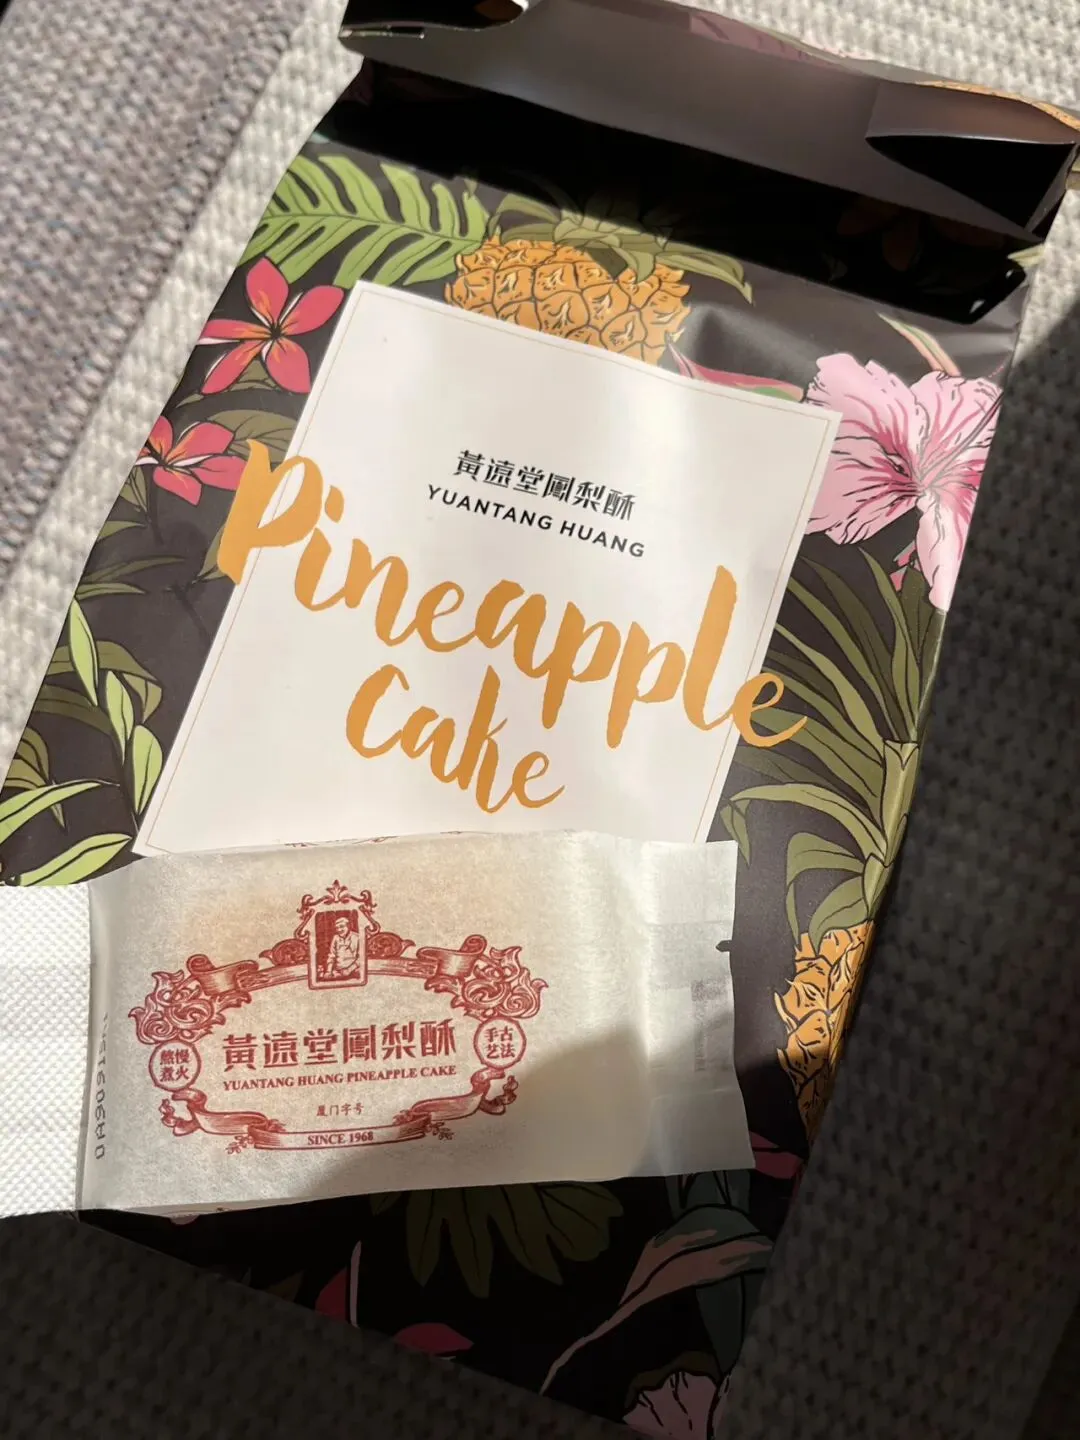 黃遠堂鳳梨酥
YUANTANG HUANG
Pineapple
Cake
黃遠堂鳳梨酥
YUANTANG HUANG PINEAPPLE CAKE
慢火
熬煮
古法
手艺
厦门字号
SINCE 1968